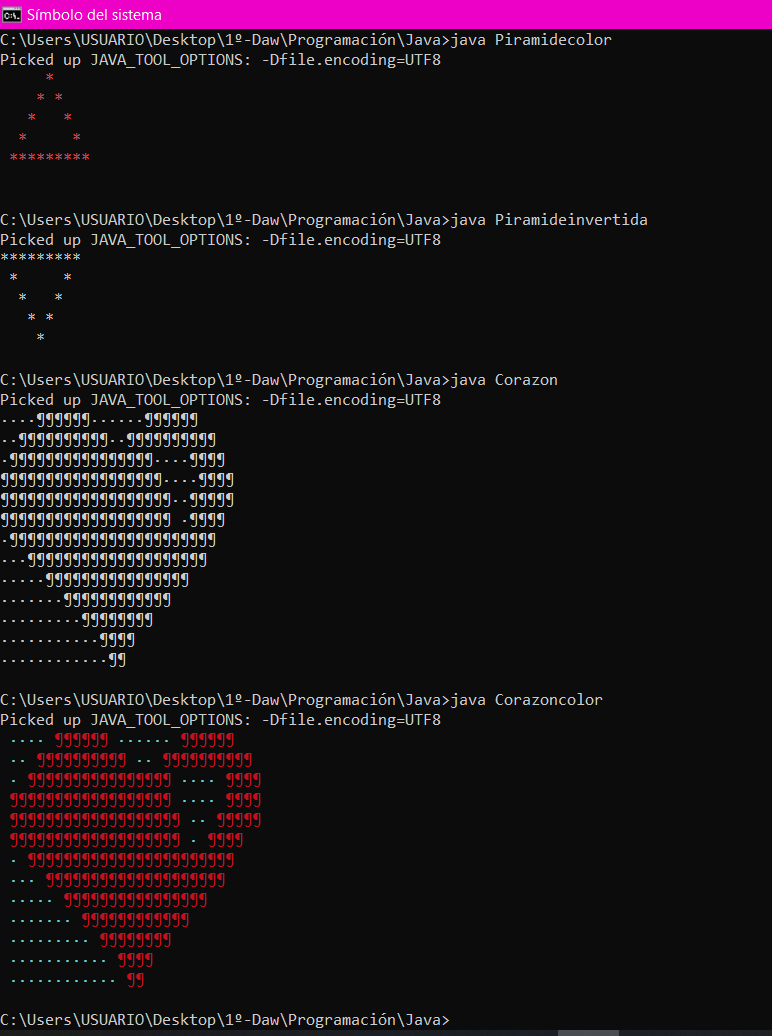 Símbolo del sistema
C:\Users\USUARIO\Desktop\1º-Daw\Programación\Java>java Piramidecolor
Picked up JAVA_TOOL_OPTIONS: -Dfile.encoding=UTF8
     *
    * *
   *   *
  *     *
 *********
C:\Users\USUARIO\Desktop\1º-Daw\Programación\Java>java Piramideinvertida
Picked up JAVA_TOOL_OPTIONS: -Dfile.encoding=UTF8
*********
 *     *
  *   *
   * *
    *
C:\Users\USUARIO\Desktop\1º-Daw\Programación\Java>java Corazon
Picked up JAVA_TOOL_OPTIONS: -Dfile.encoding=UTF8
····¶¶¶¶¶¶······¶¶¶¶¶¶
··¶¶¶¶¶¶¶¶¶¶··¶¶¶¶¶¶¶¶¶¶
·¶¶¶¶¶¶¶¶¶¶¶¶¶¶¶¶····¶¶¶¶
¶¶¶¶¶¶¶¶¶¶¶¶¶¶¶¶¶¶····¶¶¶¶
¶¶¶¶¶¶¶¶¶¶¶¶¶¶¶¶¶¶¶··¶¶¶¶¶
¶¶¶¶¶¶¶¶¶¶¶¶¶¶¶¶¶¶¶ ·¶¶¶¶
·¶¶¶¶¶¶¶¶¶¶¶¶¶¶¶¶¶¶¶¶¶¶¶
···¶¶¶¶¶¶¶¶¶¶¶¶¶¶¶¶¶¶¶¶
·····¶¶¶¶¶¶¶¶¶¶¶¶¶¶¶¶
·······¶¶¶¶¶¶¶¶¶¶¶¶
·········¶¶¶¶¶¶¶¶
···········¶¶¶¶
············¶¶
C:\Users\USUARIO\Desktop\1º-Daw\Programación\Java>java Corazoncolor
Picked up JAVA_TOOL_OPTIONS: -Dfile.encoding=UTF8
 ···· ¶¶¶¶¶¶ ······ ¶¶¶¶¶¶
 ·· ¶¶¶¶¶¶¶¶¶¶ ·· ¶¶¶¶¶¶¶¶¶¶
 · ¶¶¶¶¶¶¶¶¶¶¶¶¶¶¶¶ ···· ¶¶¶¶
 ¶¶¶¶¶¶¶¶¶¶¶¶¶¶¶¶¶¶ ···· ¶¶¶¶
 ¶¶¶¶¶¶¶¶¶¶¶¶¶¶¶¶¶¶¶ ·· ¶¶¶¶¶
 ¶¶¶¶¶¶¶¶¶¶¶¶¶¶¶¶¶¶¶ · ¶¶¶¶
 · ¶¶¶¶¶¶¶¶¶¶¶¶¶¶¶¶¶¶¶¶¶¶¶
 ··· ¶¶¶¶¶¶¶¶¶¶¶¶¶¶¶¶¶¶¶¶
 ····· ¶¶¶¶¶¶¶¶¶¶¶¶¶¶¶¶
 ······· ¶¶¶¶¶¶¶¶¶¶¶¶
 ········· ¶¶¶¶¶¶¶¶
 ··········· ¶¶¶¶
 ············ ¶¶
C:\Users\USUARIO\Desktop\1º-Daw\Programación\Java>